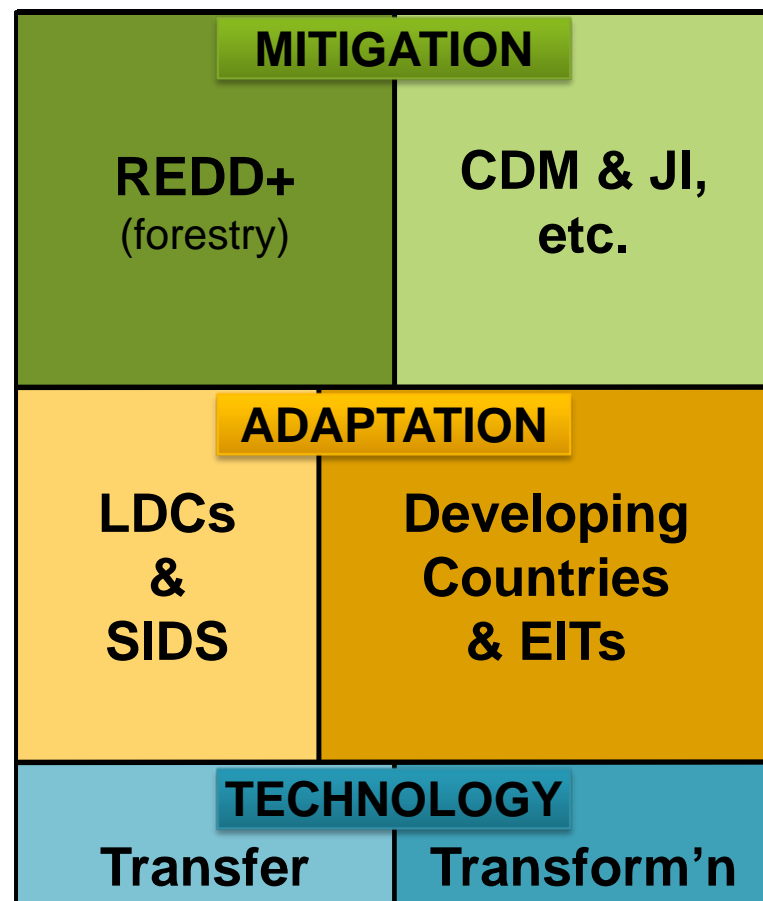 MITIGATION
REDD+
(forestry)
CDM & JI,
etc.
ADAPTATION
LDCs
&
SIDS
Developing
Countries
& EITs
TECHNOLOGY
Transfer
Transform’n